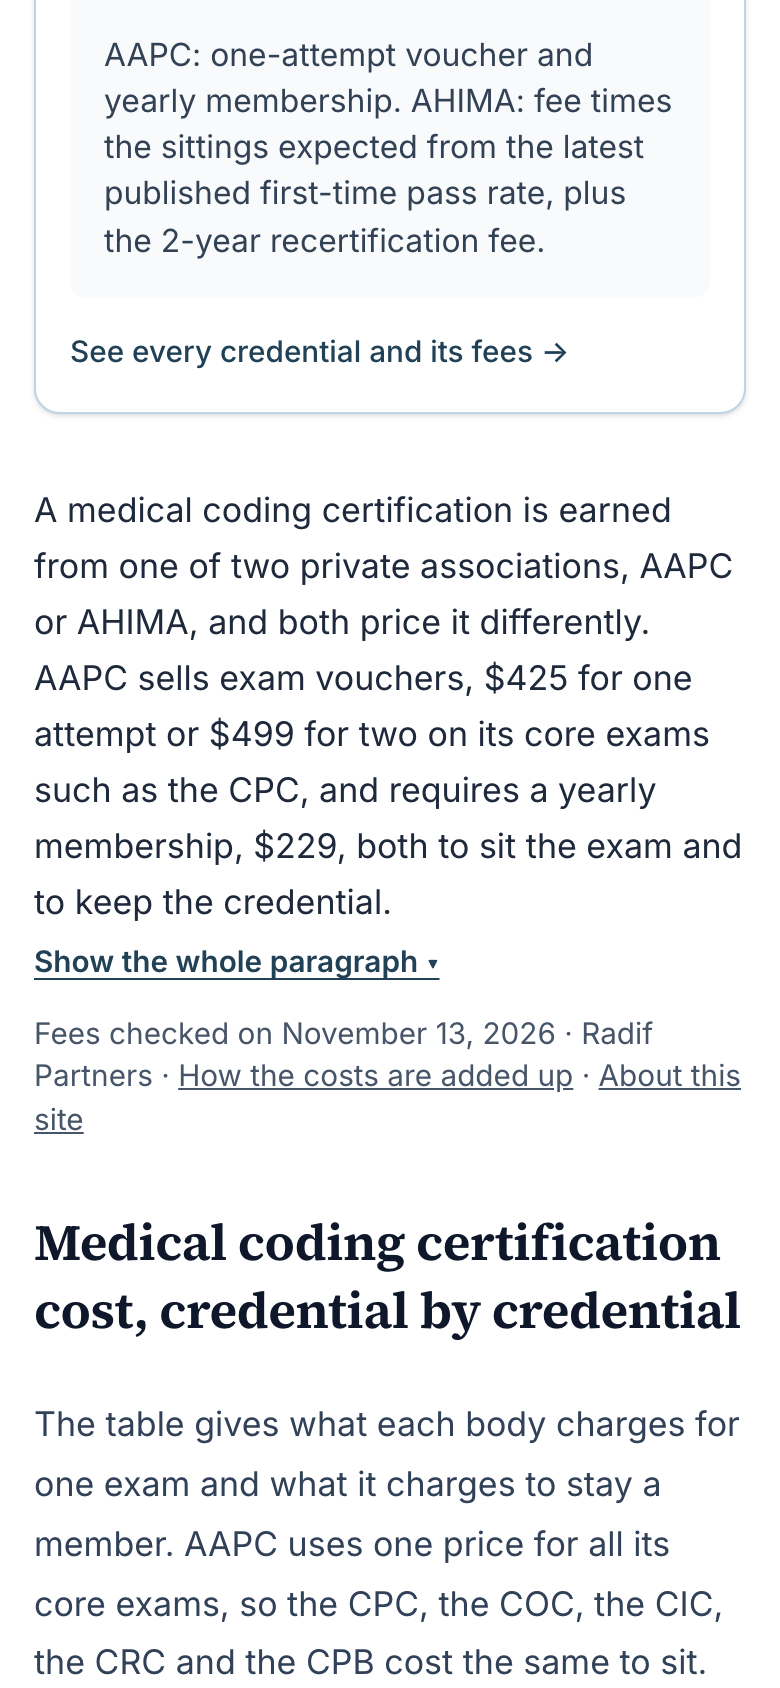 AAPC: one-attempt voucher and
yearly membership. AHIMA: fee times
the sittings expected from the latest
published first-time pass rate, plus
the 2-year recertification fee.
See every credential and its fees →
A medical coding certification is earned
from one of two private associations, AAPC
or AHIMA, and both price it differently.
AAPC sells exam vouchers, $425 for one
attempt or $499 for two on its core exams
such as the CPC, and requires a yearly
membership, $229, both to sit the exam and
to keep the credential.
Show the whole paragraph ▾
Fees checked on November 13, 2026 · Radif
Partners · How the costs are added up · About this
site
Medical coding certification
cost, credential by credential
The table gives what each body charges for
one exam and what it charges to stay a
member. AAPC uses one price for all its
core exams, so the CPC, the COC, the CIC,
the CRC and the CPB cost the same to sit.